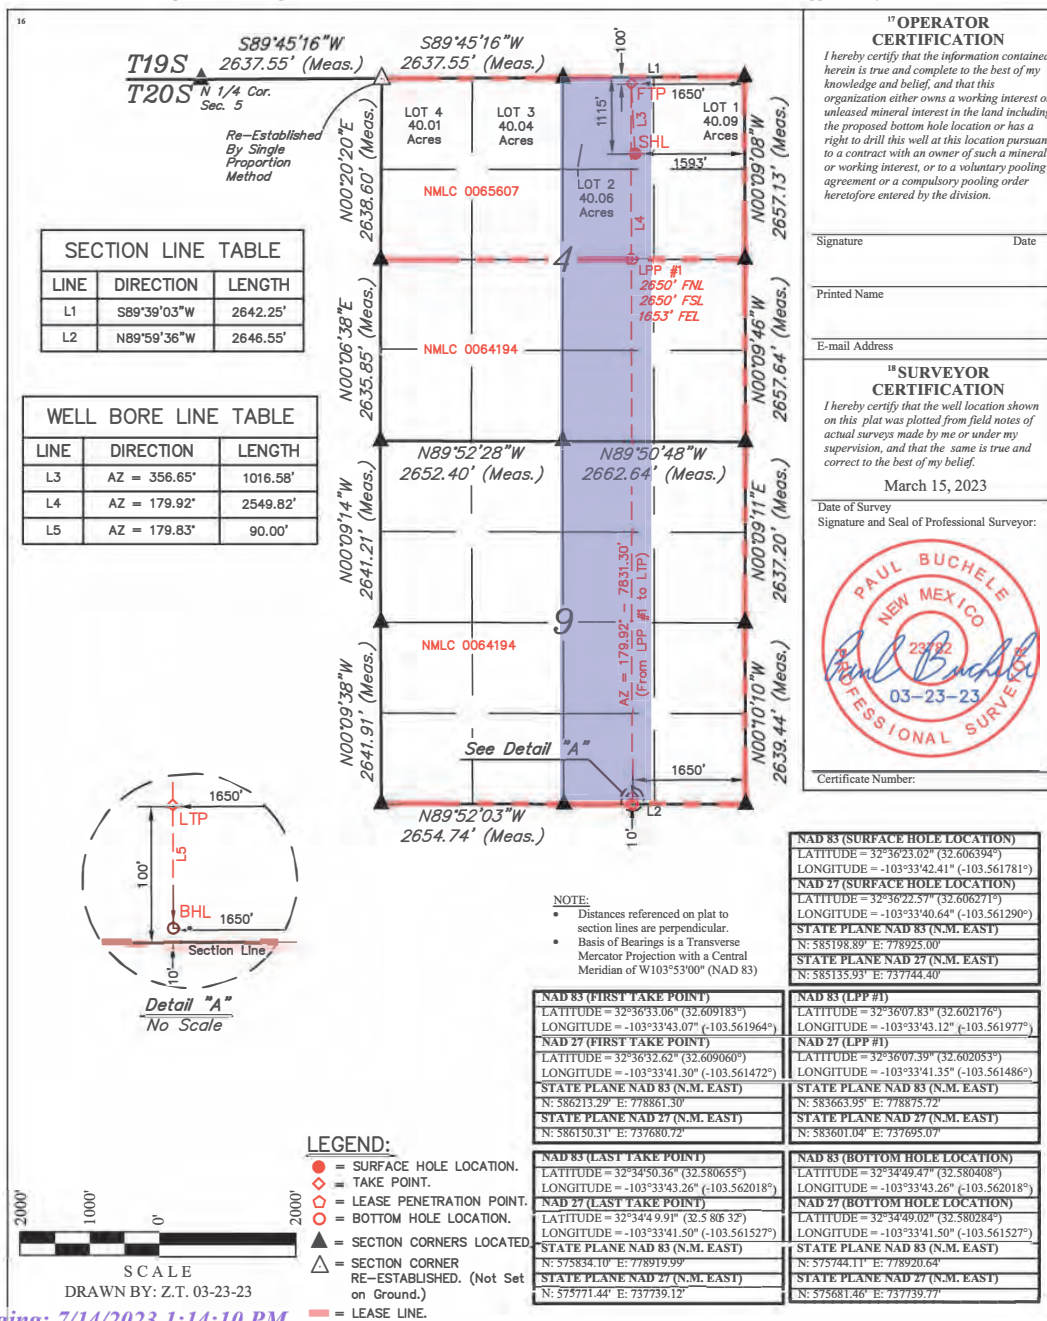 16
S89°45'16"W
2637.55' (Meas.)
S89°45'16"W
2637.55' (Meas.)
T19S
T20S
N 1/4 Cor.
Sec. 5
Re-Established
By Single
Proportion
Method
100'
L1
FTP
1650'
1115'
L3
SHL
1593'
L4
LOT 4
40.01
Acres
LOT 3
40.04
Acres
LOT 2
40.06
Acres
LOT 1
40.09
Arces
N00°20'20"E
2638.60' (Meas.)
N00°09'08"W
2657.13' (Meas.)
NMLC 0065607
4
LPP #1
2650' FNL
2650' FSL
1653' FEL
N00°06'38"E
2635.85' (Meas.)
N00°09'46"W
2657.64' (Meas.)
NMLC 0064194
N89°52'28"W
2652.40' (Meas.)
N89°50'48"W
2662.64' (Meas.)
N00°09'14"W
2641.21' (Meas.)
N00°09'11"E
2637.20' (Meas.)
AZ = 179.92° - 7831.30'
(From LPP #1 to LTP)
9
NMLC 0064194
N00°09'38"W
2641.91' (Meas.)
N00°10'10"W
2639.44' (Meas.)
See Detail "A"
1650'
L2
10'
N89°52'03"W
2654.74' (Meas.)
SECTION LINE TABLE
LINE DIRECTION LENGTH
L1 S89°39'03"W 2642.25'
L2 N89°59'36"W 2646.55'
WELL BORE LINE TABLE
LINE DIRECTION LENGTH
L3 AZ = 356.65° 1016.58'
L4 AZ = 179.92° 2549.82'
L5 AZ = 179.83° 90.00'
17 OPERATOR
CERTIFICATION
I hereby certify that the information contained
herein is true and complete to the best of my
knowledge and belief, and that this
organization either owns a working interest or
unleased mineral interest in the land including
the proposed bottom hole location or has a
right to drill this well at this location pursuan
to a contract with an owner of such a mineral
or working interest, or to a voluntary pooling
agreement or a compulsory pooling order
heretofore entered by the division.
Signature Date
Printed Name
E-mail Address
18 SURVEYOR
CERTIFICATION
I hereby certify that the well location shown
on this plat was plotted from field notes of
actual surveys made by me or under my
supervision, and that the same is true and
correct to the best of my belief.
March 15, 2023
Date of Survey
Signature and Seal of Professional Surveyor:
PAUL BUCHELE
NEW MEXICO
23782
Paul Buchele
03-23-23
PROFESSIONAL SURVEYOR
Certificate Number:
1650'
LTP
L5
100'
BHL
1650'
Section Line
10'
Detail "A"
No Scale
NOTE:
• Distances referenced on plat to
section lines are perpendicular.
• Basis of Bearings is a Transverse
Mercator Projection with a Central
Meridian of W103°53'00" (NAD 83)
NAD 83 (SURFACE HOLE LOCATION)
LATITUDE = 32°36'23.02" (32.606394°)
LONGITUDE = -103°33'42.41" (-103.561781°)
NAD 27 (SURFACE HOLE LOCATION)
LATITUDE = 32°36'22.57" (32.606271°)
LONGITUDE = -103°33'40.64" (-103.561290°)
STATE PLANE NAD 83 (N.M. EAST)
N: 585198.89' E: 778925.00'
STATE PLANE NAD 27 (N.M. EAST)
N: 585135.93' E: 737744.40'
NAD 83 (FIRST TAKE POINT)
LATITUDE = 32°36'33.06" (32.609183°)
LONGITUDE = -103°33'43.07" (-103.561964°)
NAD 27 (FIRST TAKE POINT)
LATITUDE = 32°36'32.62" (32.609060°)
LONGITUDE = -103°33'41.30" (-103.561472°)
STATE PLANE NAD 83 (N.M. EAST)
N: 586213.29' E: 778861.30'
STATE PLANE NAD 27 (N.M. EAST)
N: 586150.31' E: 737680.72'
NAD 83 (LPP #1)
LATITUDE = 32°36'07.83" (32.602176°)
LONGITUDE = -103°33'43.12" (-103.561977°)
NAD 27 (LPP #1)
LATITUDE = 32°36'07.39" (32.602053°)
LONGITUDE = -103°33'41.35" (-103.561486°)
STATE PLANE NAD 83 (N.M. EAST)
N: 583663.95' E: 778875.72'
STATE PLANE NAD 27 (N.M. EAST)
N: 583601.04' E: 737695.07'
NAD 83 (LAST TAKE POINT)
LATITUDE = 32°34'50.36" (32.580655°)
LONGITUDE = -103°33'43.26" (-103.562018°)
NAD 27 (LAST TAKE POINT)
LATITUDE = 32°34'49.91" (32.580532°)
LONGITUDE = -103°33'41.50" (-103.561527°)
STATE PLANE NAD 83 (N.M. EAST)
N: 575834.10' E: 778919.99'
STATE PLANE NAD 27 (N.M. EAST)
N: 575771.44' E: 737739.12'
NAD 83 (BOTTOM HOLE LOCATION)
LATITUDE = 32°34'49.47" (32.580408°)
LONGITUDE = -103°33'43.26" (-103.562018°)
NAD 27 (BOTTOM HOLE LOCATION)
LATITUDE = 32°34'49.02" (32.580284°)
LONGITUDE = -103°33'41.50" (-103.561527°)
STATE PLANE NAD 83 (N.M. EAST)
N: 575744.11' E: 778920.64'
STATE PLANE NAD 27 (N.M. EAST)
N: 575681.46' E: 737739.77'
LEGEND:
= SURFACE HOLE LOCATION.
= TAKE POINT.
= LEASE PENETRATION POINT.
= BOTTOM HOLE LOCATION.
= SECTION CORNERS LOCATED
= SECTION CORNER
RE-ESTABLISHED. (Not Set
on Ground.)
= LEASE LINE.
2000' 1000' 0' 2000'
SCALE
DRAWN BY: Z.T. 03-23-23
ging: 7/14/2023 1:14:10 PM